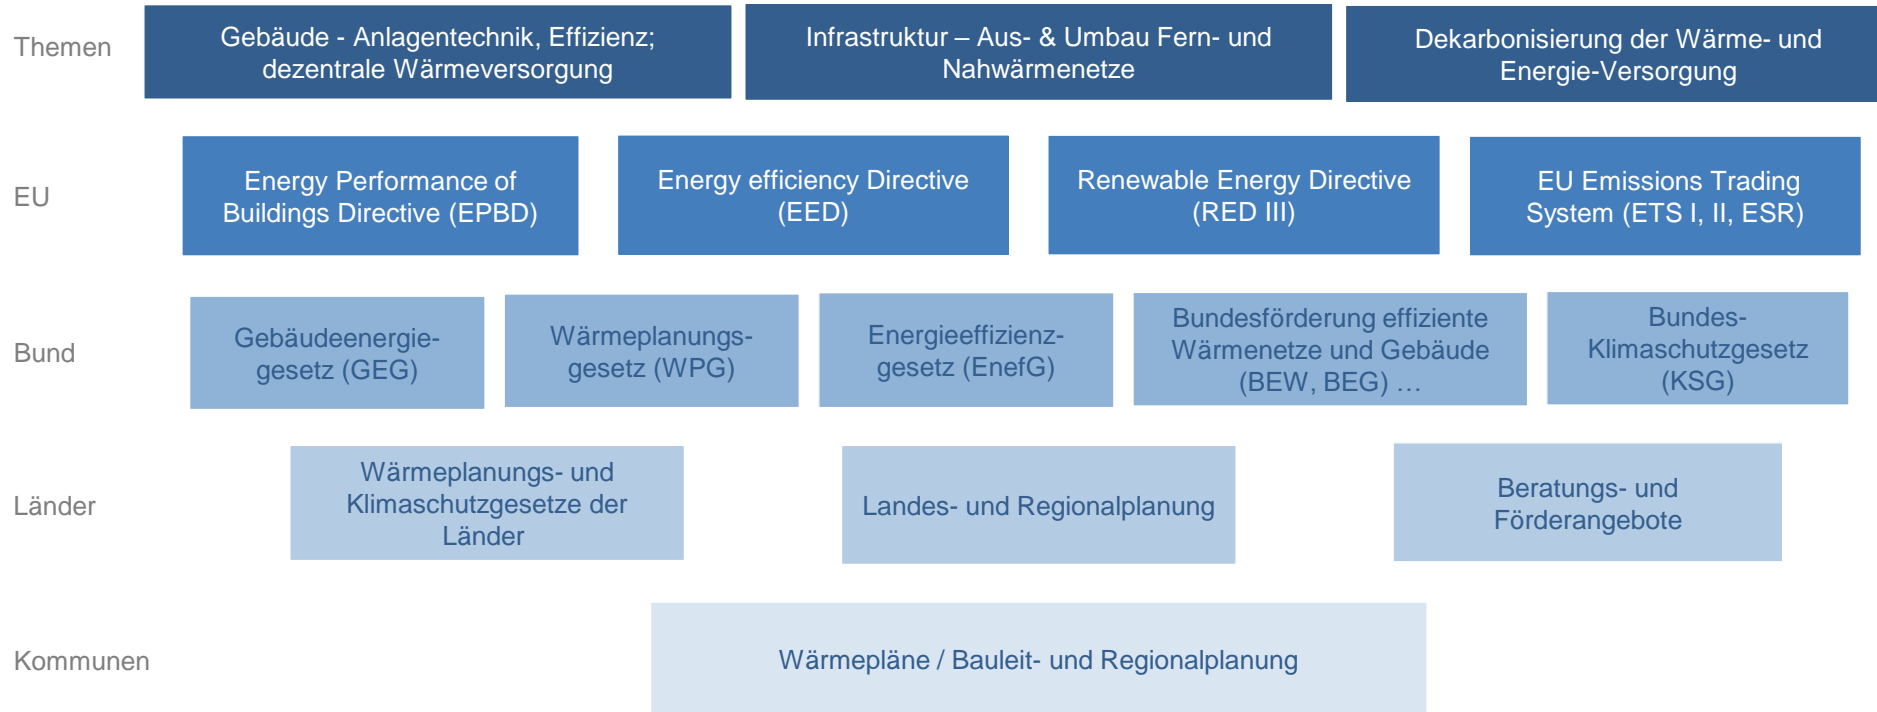 Themen
Gebäude - Anlagentechnik, Effizienz;
dezentrale Wärmeversorgung
Infrastruktur – Aus- & Umbau Fern- und
Nahwärmenetze
Dekarbonisierung der Wärme- und
Energie-Versorgung
EU
Energy Performance of
Buildings Directive (EPBD)
Energy efficiency Directive
(EED)
Renewable Energy Directive
(RED III)
EU Emissions Trading
System (ETS I, II, ESR)
Bund
Gebäudeenergie-
gesetz (GEG)
Wärmeplanungs-
gesetz (WPG)
Energieeffizienz-
gesetz (EnefG)
Bundesförderung effiziente
Wärmenetze und Gebäude
(BEW, BEG) …
Bundes-
Klimaschutzgesetz
(KSG)
Länder
Wärmeplanungs- und
Klimaschutzgesetze der
Länder
Landes- und Regionalplanung
Beratungs- und
Förderangebote
Kommunen
Wärmepläne / Bauleit- und Regionalplanung